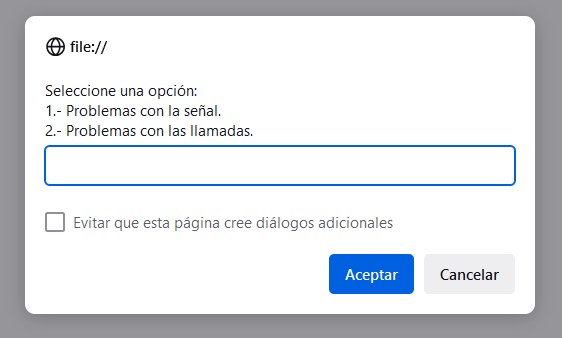 file://
Seleccione una opción:
1.- Problemas con la señal.
2.- Problemas con las llamadas.
Evitar que esta página cree diálogos adicionales
Aceptar
Cancelar